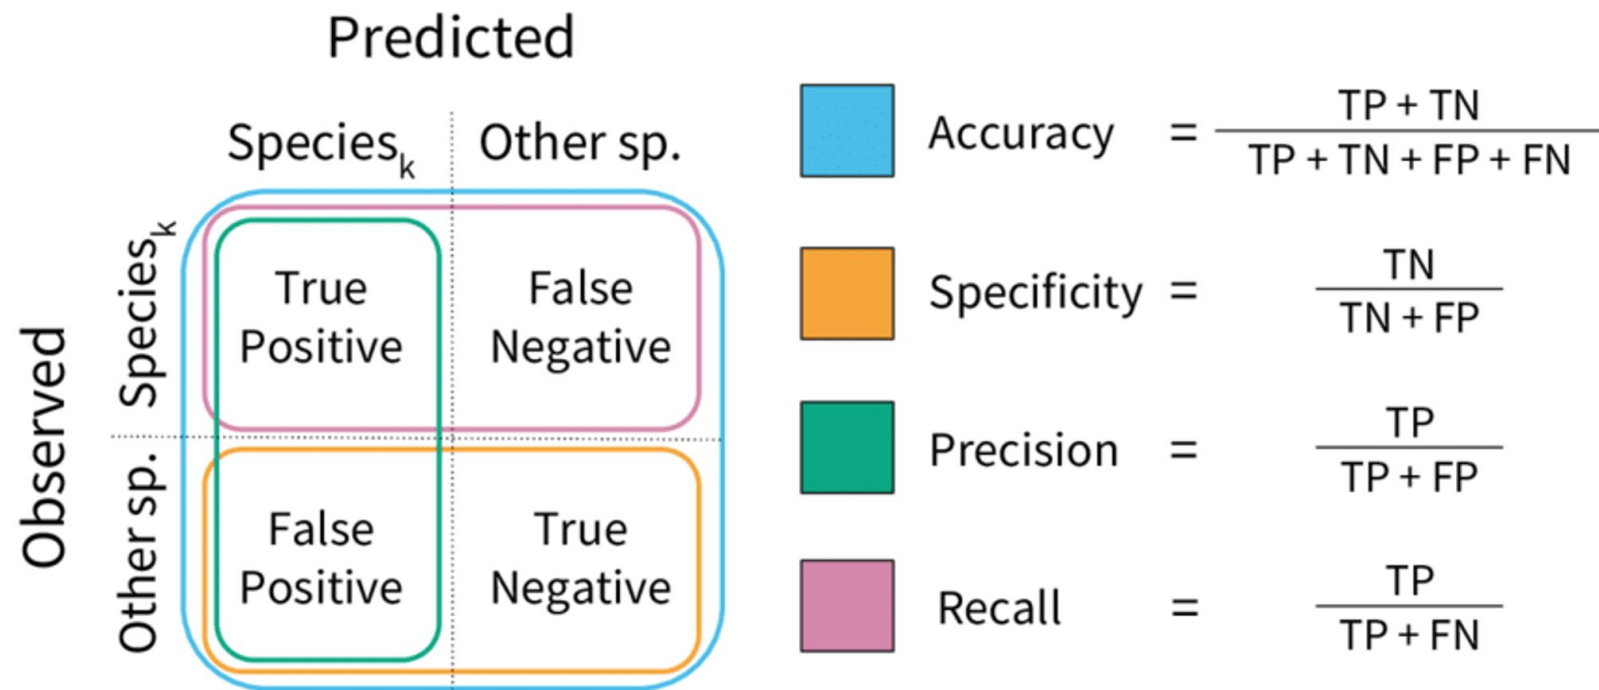 Predicted
Species_k
Other sp.
Observed
Species_k
Other sp.
True
Positive
False
Negative
False
Positive
True
Negative
Accuracy = TP + TN
TP + TN + FP + FN
Specificity = TN
TN + FP
Precision = TP
TP + FP
Recall = TP
TP + FN